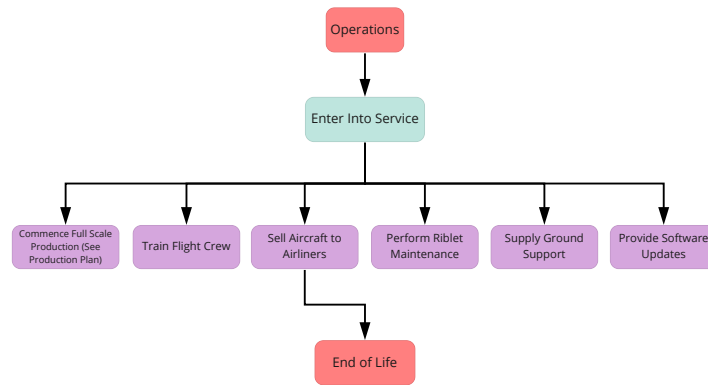 Operations
Enter Into Service
Commence Full Scale
Production (See
Production Plan)
Train Flight Crew
Sell Aircraft to
Airliners
Perform Riblet
Maintenance
Supply Ground
Support
Provide Software
Updates
End of Life